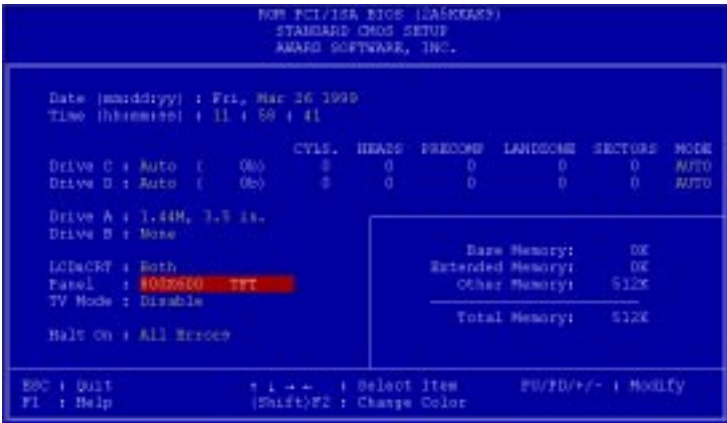 ROM PCI/ISA BIOS (2A5KKAK9)
STANDARD CMOS SETUP
AWARD SOFTWARE, INC.
Date (mm:dd:yy) : Fri, Mar 26 1999
Time (hh:mm:ss) : 11 : 58 : 41
CYLS. HEADS PRECOMP LANDZONE SECTORS MODE
Drive C : Auto ( 0Mb) 0 0 0 0 0 AUTO
Drive D : Auto ( 0Mb) 0 0 0 0 0 AUTO
Drive A : 1.44M, 3.5 in.
Drive B : None
LCD&CRT : Both
Panel : 800X600 TFT
TV Mode : Disable
Halt On : All Errors
Base Memory: 0K
Extended Memory: 0K
Other Memory: 512K
Total Memory: 512K
ESC : Quit ↑ ↓ → ← : Select Item PU/PD/+/- : Modify
F1 : Help (Shift)F2 : Change Color